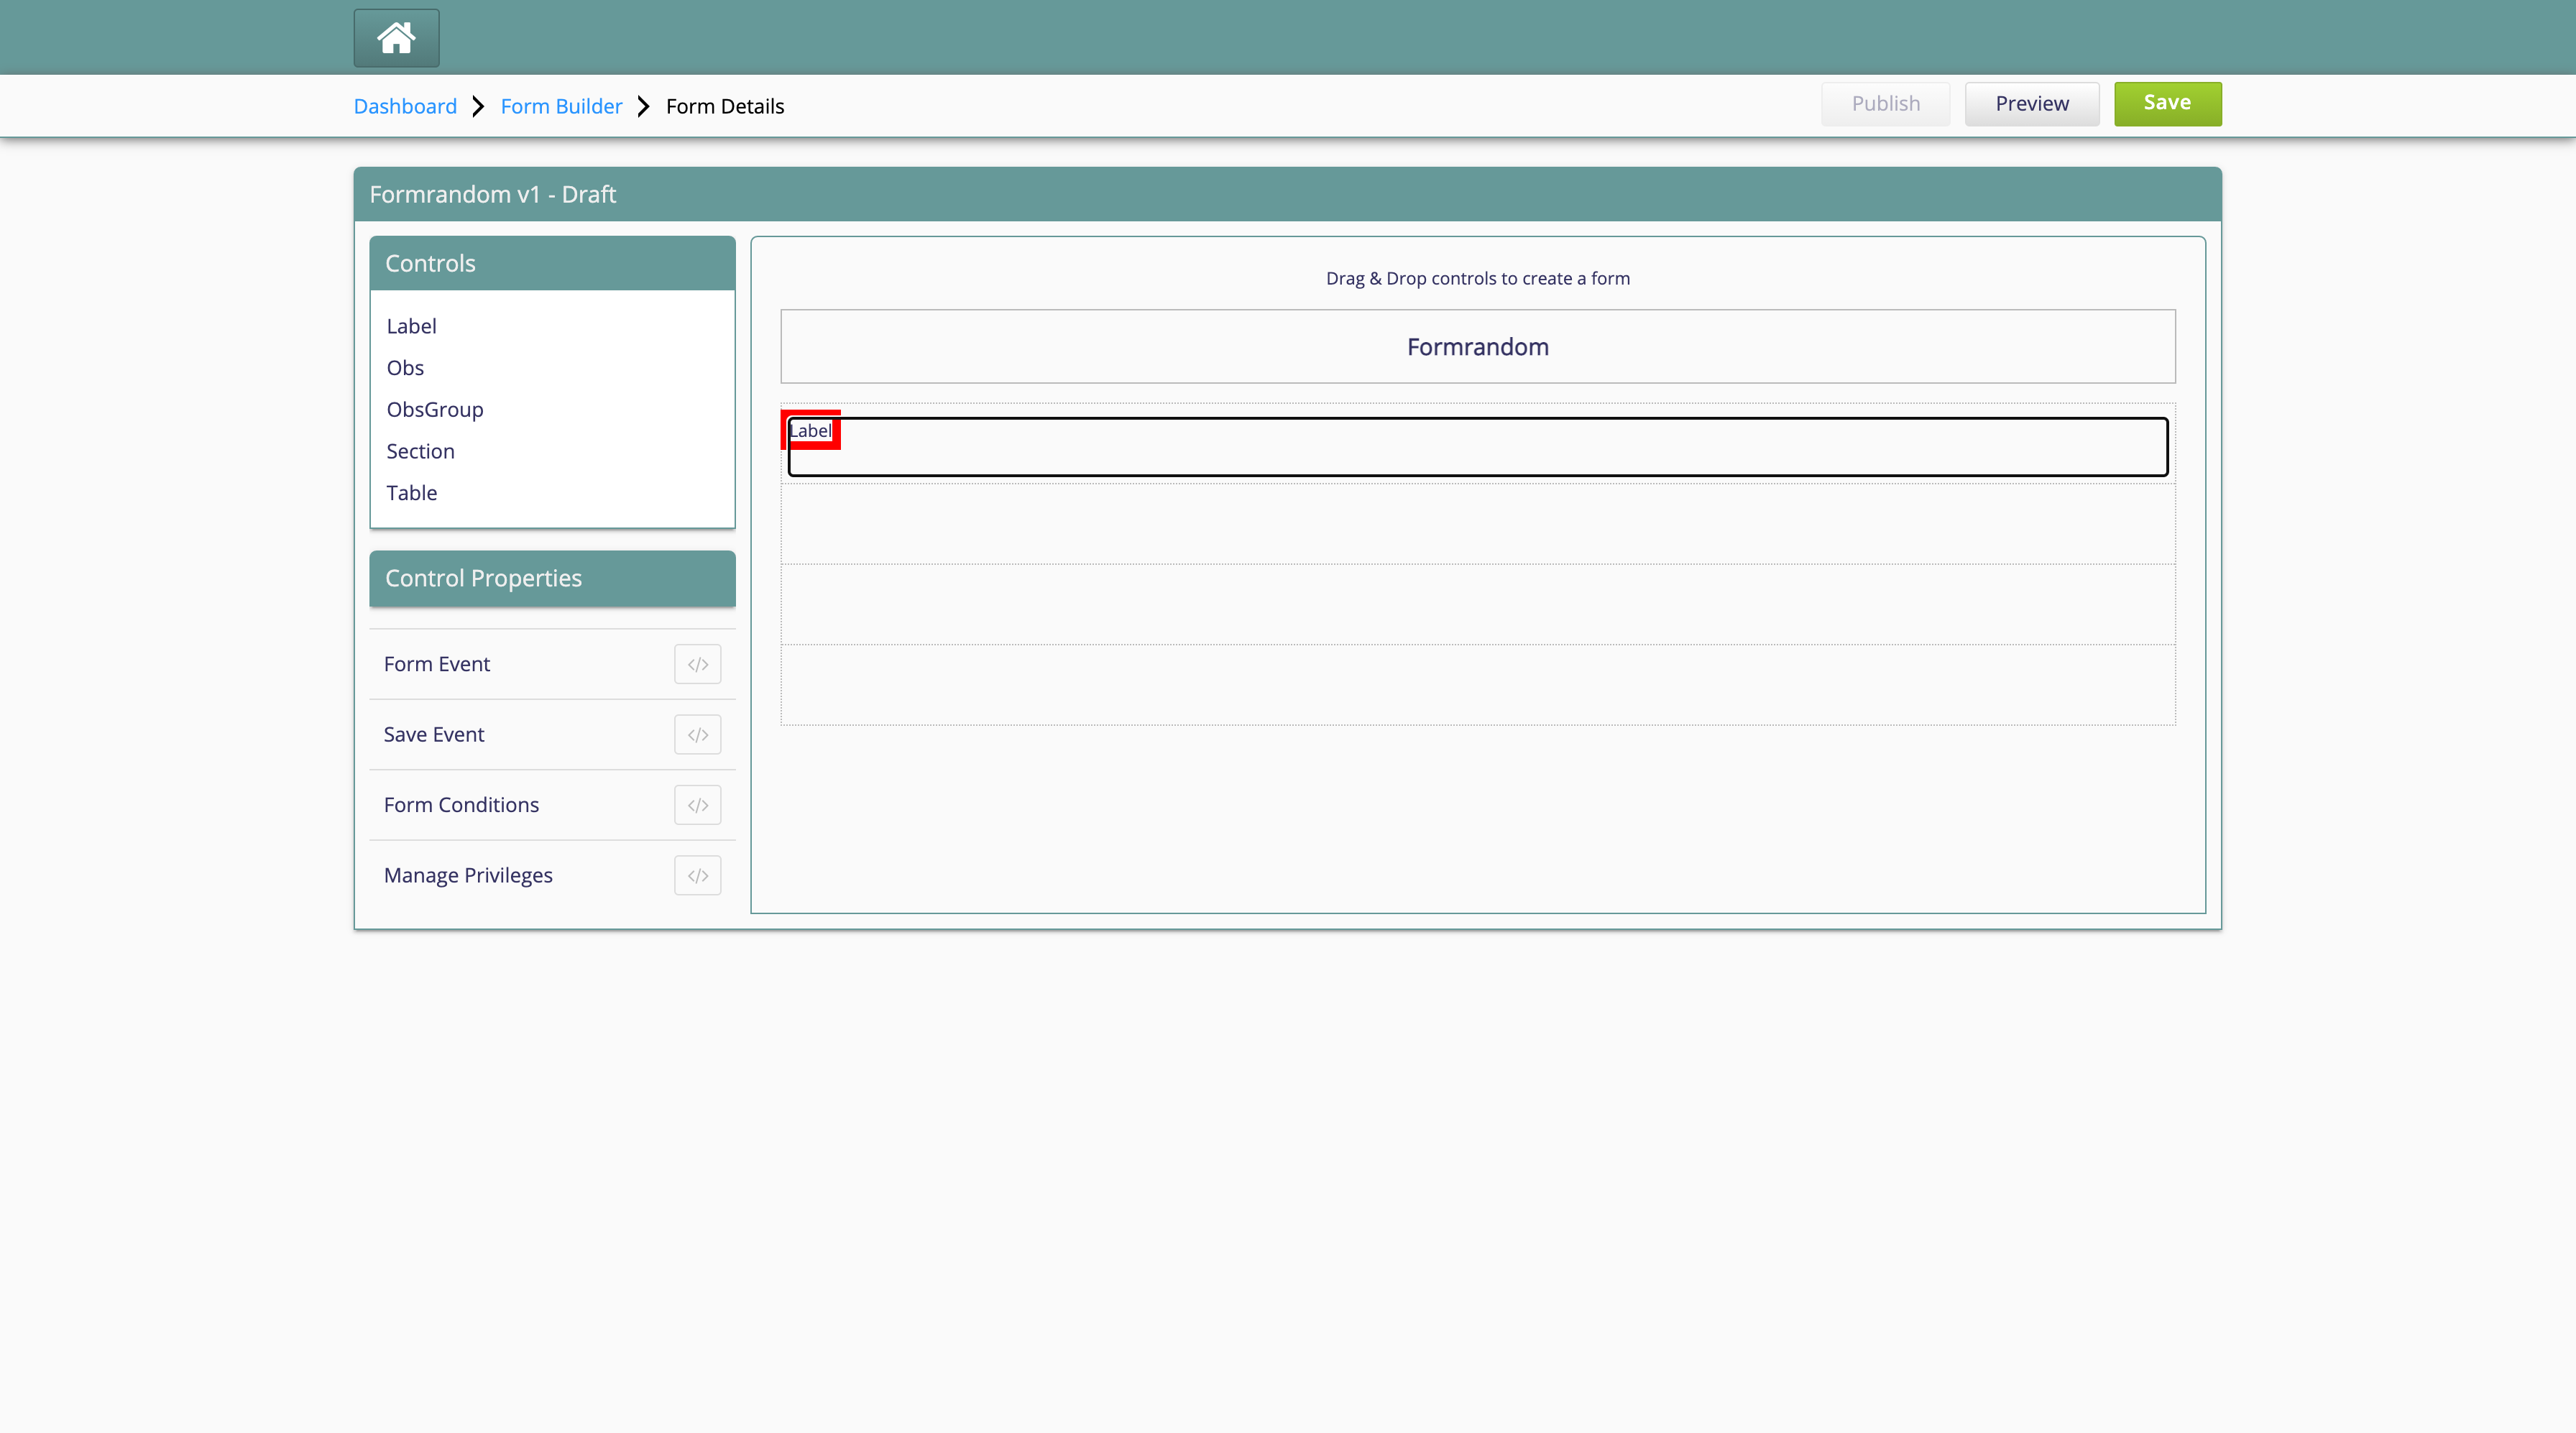 Dashboard Form Builder Form Details
Publish Preview Save
Formrandom v1 - Draft
Controls
Label
Obs
ObsGroup
Section
Table
Control Properties
Form Event </>
Save Event </>
Form Conditions </>
Manage Privileges </>
Drag & Drop controls to create a form
Formrandom
Label